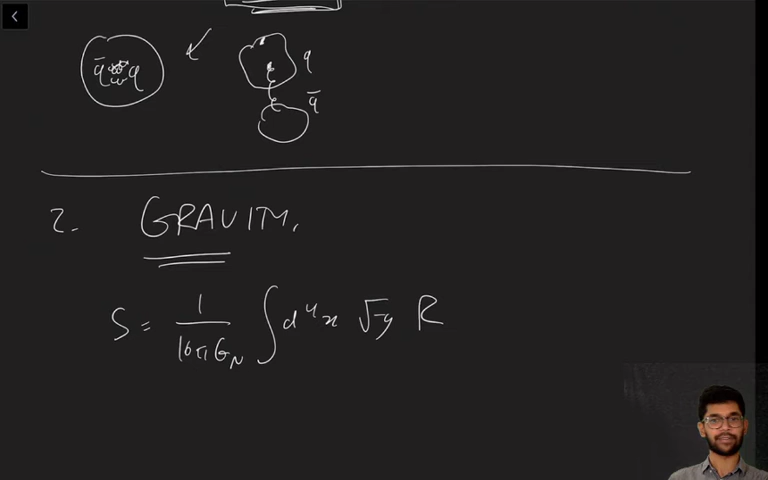 q̄ q q
q̄
2. GRAVITY.
S = 1/16πG_N ∫ d⁴x √-g R